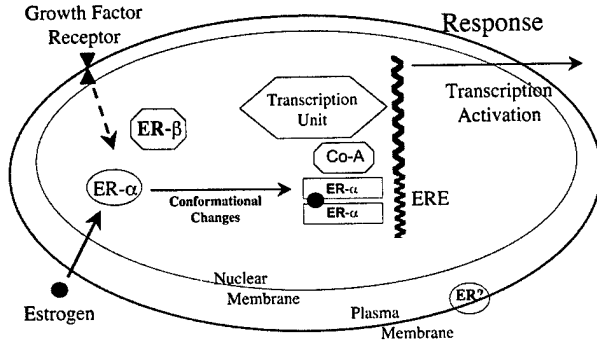 Growth Factor
Receptor
Response
Transcription
Activation
Transcription
Unit
ER-β
Co-A
ER-α
Conformational
Changes
ER-α
ER-α
ERE
Nuclear
Membrane
Estrogen
Plasma
Membrane
ER?